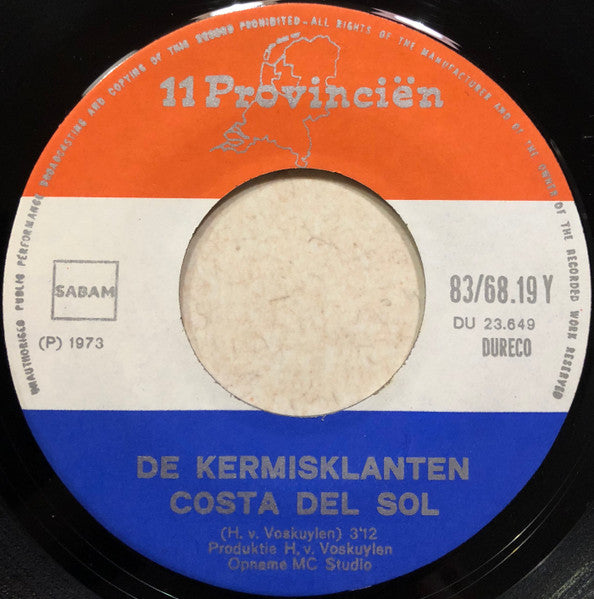 UNAUTHORISED PUBLIC PERFORMANCE BROADCASTING AND COPYING OF THIS RECORD PROHIBITED-ALL RIGHTS OF THE MANUFACTURER AND OF THE OWNER OF THE RECORDED WORK RESERVED
11 Provinciën
SABAM
(P) 1973
83/68.19 Y
DU 23.649
DURECO
DE KERMISKLANTEN
COSTA DEL SOL
(H. v. Voskuylen) 3'12
Produktie H. v. Voskuylen
Opname MC Studio